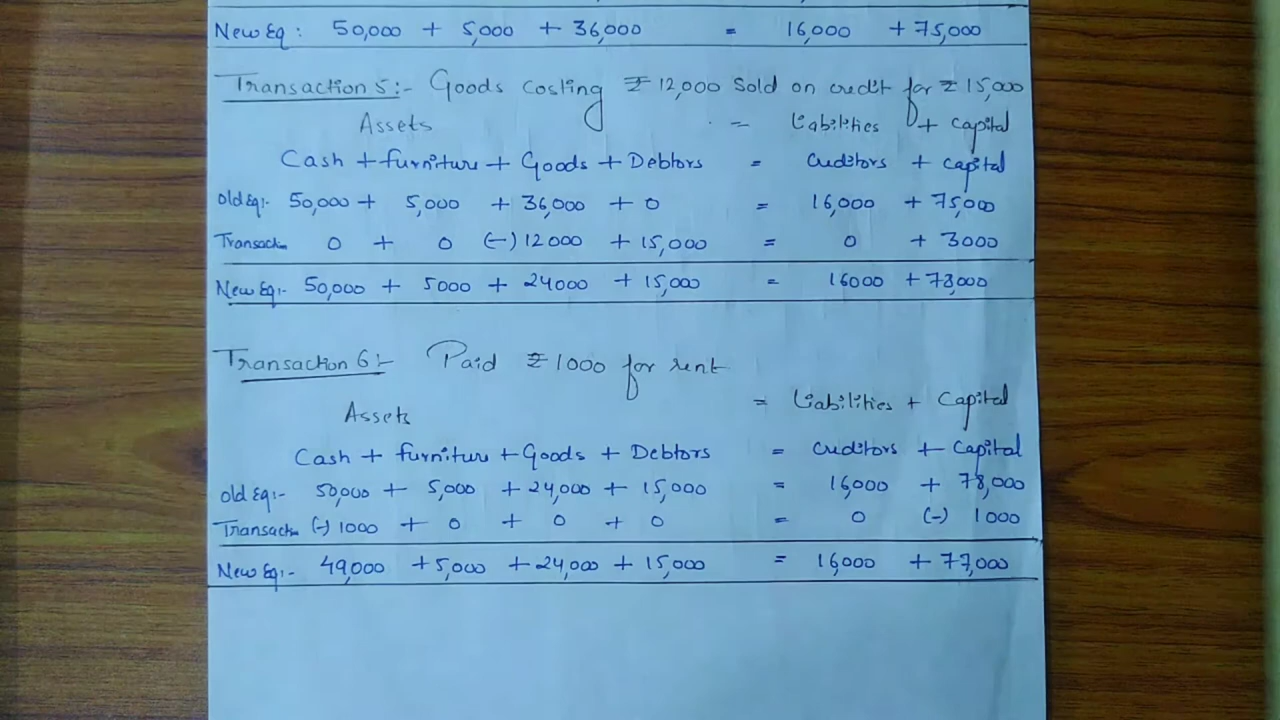 New Eq: 50,000 + 5,000 + 36,000 = 16,000 + 75,000
Transaction 5:- Goods costing ₹ 12,000 Sold on credit for ₹ 15,000
Assets = Liabilities + Capital
Cash + furniture + Goods + Debtors = Creditors + Capital
Old Eq:- 50,000 + 5,000 + 36,000 + 0 = 16,000 + 75,000
Transactn 0 + 0 (-) 12000 + 15,000 = 0 + 3000
New Eq:- 50,000 + 5000 + 24000 + 15,000 = 16000 + 78,000
Transaction 6:- Paid ₹ 1000 for rent
Assets = Liabilities + Capital
Cash + furniture + Goods + Debtors = Creditors + Capital
Old Eq:- 50,000 + 5,000 + 24,000 + 15,000 = 16,000 + 78,000
Transactn (-) 1000 + 0 + 0 + 0 = 0 (-) 1000
New Eq:- 49,000 + 5,000 + 24,000 + 15,000 = 16,000 + 77,000